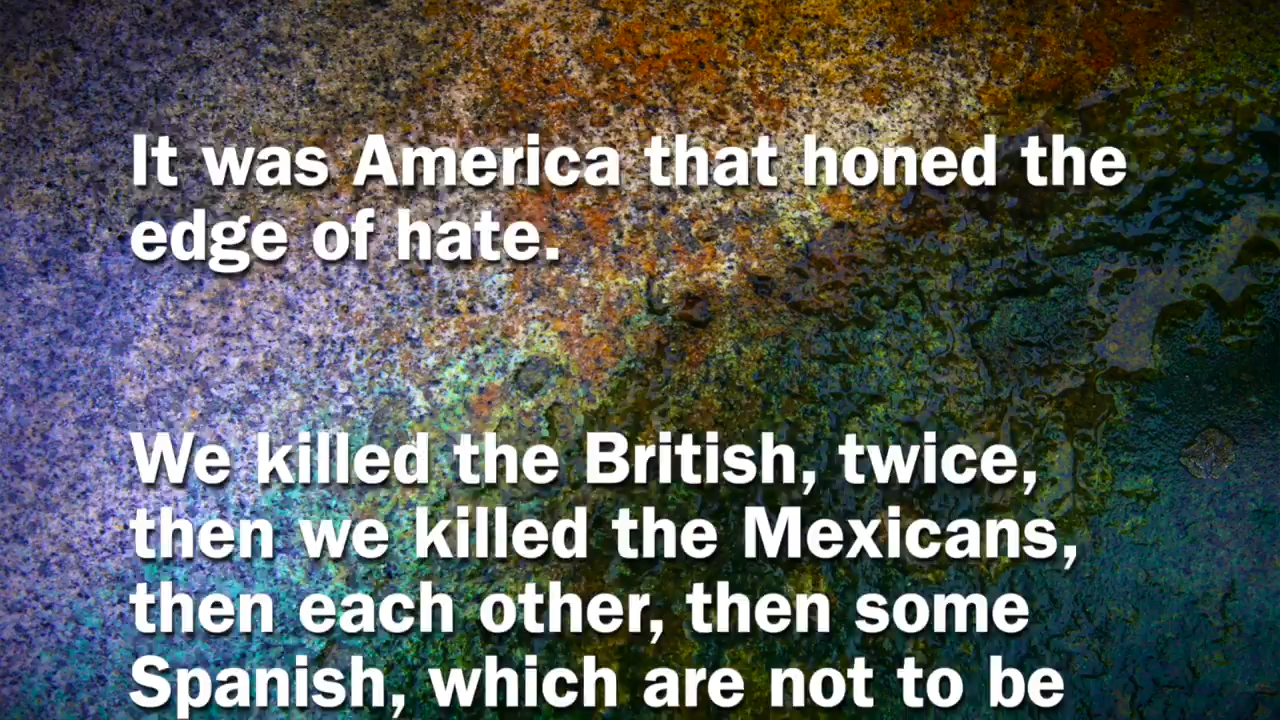 It was America that honed the
edge of hate.
We killed the British, twice,
then we killed the Mexicans,
then each other, then some
Spanish, which are not to be